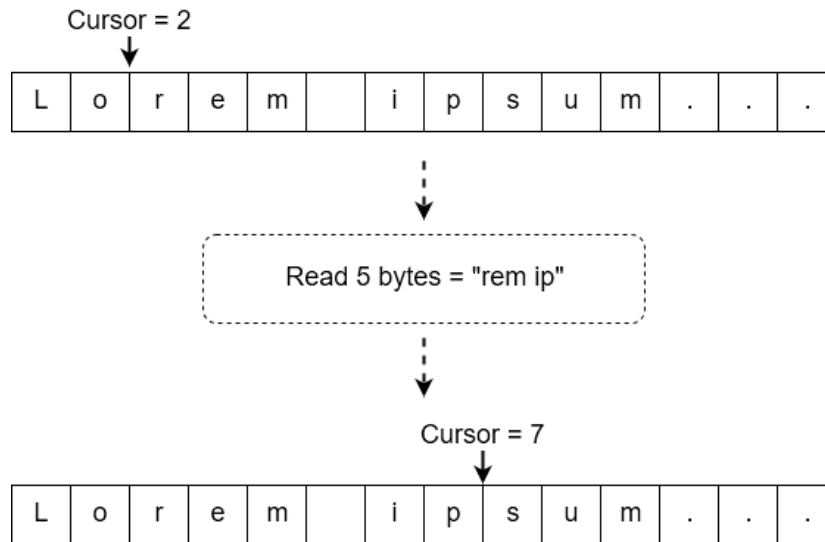 Cursor = 2
L o r e m   i p s u m . . .
Read 5 bytes = "rem ip"
Cursor = 7
L o r e m   i p s u m . . .